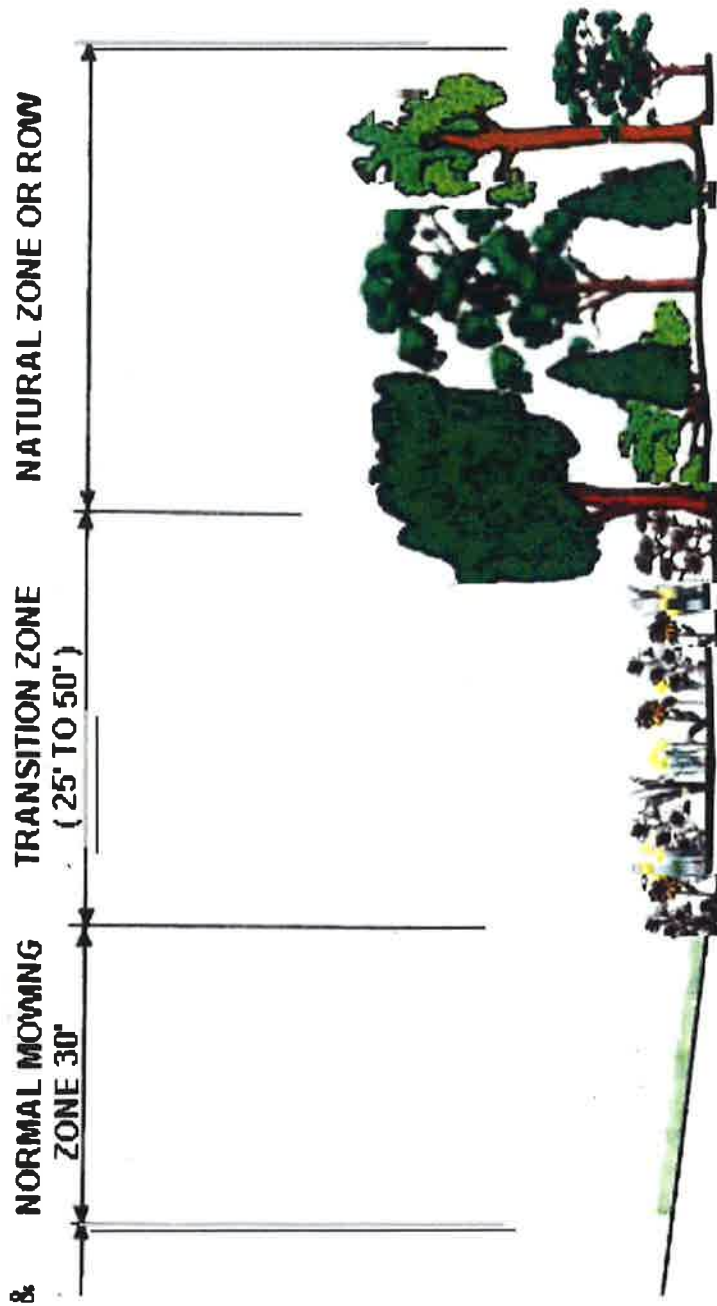 &
NORMAL MOWING
ZONE 30'
TRANSITION ZONE
( 25' TO 50' )
NATURAL ZONE OR ROW